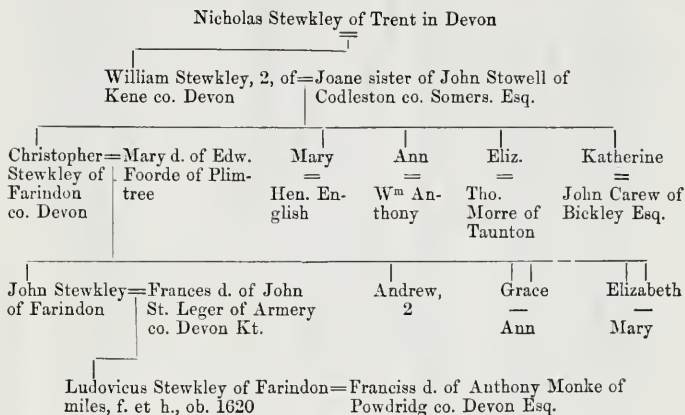 Nicholas Stewkley of Trent in Devon
=
William Stewkley, 2, of=Joane sister of John Stowell of
Kene co. Devon Codleston co. Somers. Esq.
Christopher=Mary d. of Edw. Mary Ann Eliz. Katherine
Stewkley of Foorde of Plim- = = = =
Farindon tree Hen. En- Wm An- Tho. John Carew of
co. Devon glish thony Morre of Bickley Esq.
Taunton
John Stewkley=Frances d. of John Andrew, Grace Elizabeth
of Farindon St. Leger of Armery 2 — —
co. Devon Kt. Ann Mary
Ludovicus Stewkley of Farindon=Franciss d. of Anthony Monke of
miles, f. et h., ob. 1620 Powdridg co. Devon Esq.